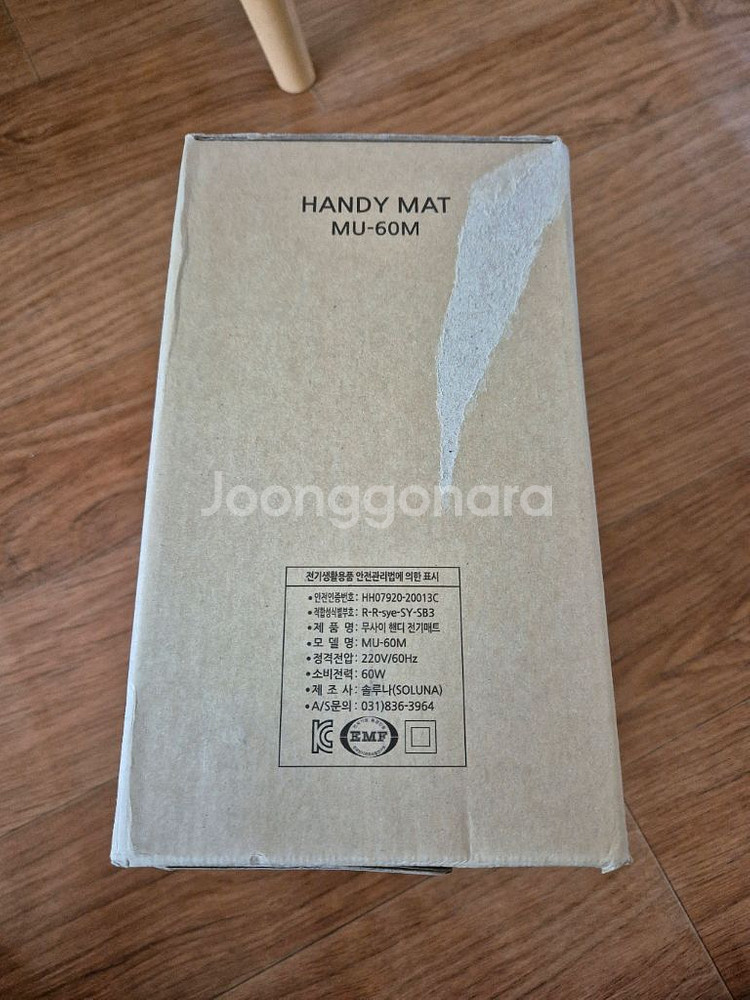 HANDY MAT
MU-60M
Joonggonara
전기생활용품 안전관리법에 의한 표시
•안전인증번호: HH07920-20013C
•적합성식별부호: R-R-sye-SY-SB3
•제 품 명: 무사이 핸디 전기매트
•모 델 명: MU-60M
•정격전압: 220V/60Hz
•소비전력: 60W
•제 조 사: 솔루나(SOLUNA)
•A/S문의: 031)836-3964
EMF